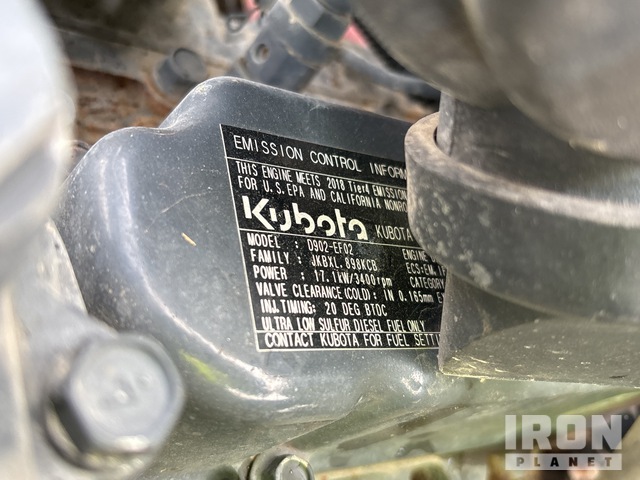 EMISSION CONTROL INFORM
THIS ENGINE MEETS 2018 Tier4 EMISSION
FOR U.S. EPA AND CALIFORNIA NONRO
Kubota KUBOTA
MODEL : D902-EF02 ENGINE
FAMILY : JKBXL.898KCB ECS=EM,
POWER : 17.1kW/3400rpm CATEGORY
VALVE CLEARANCE(COLD): IN 0.165mm E
INJ.TIMING: 20 DEG BTDC
ULTRA LOW SULFUR DIESEL FUEL ONLY
CONTACT KUBOTA FOR FUEL SETTI
IRON
PLANET